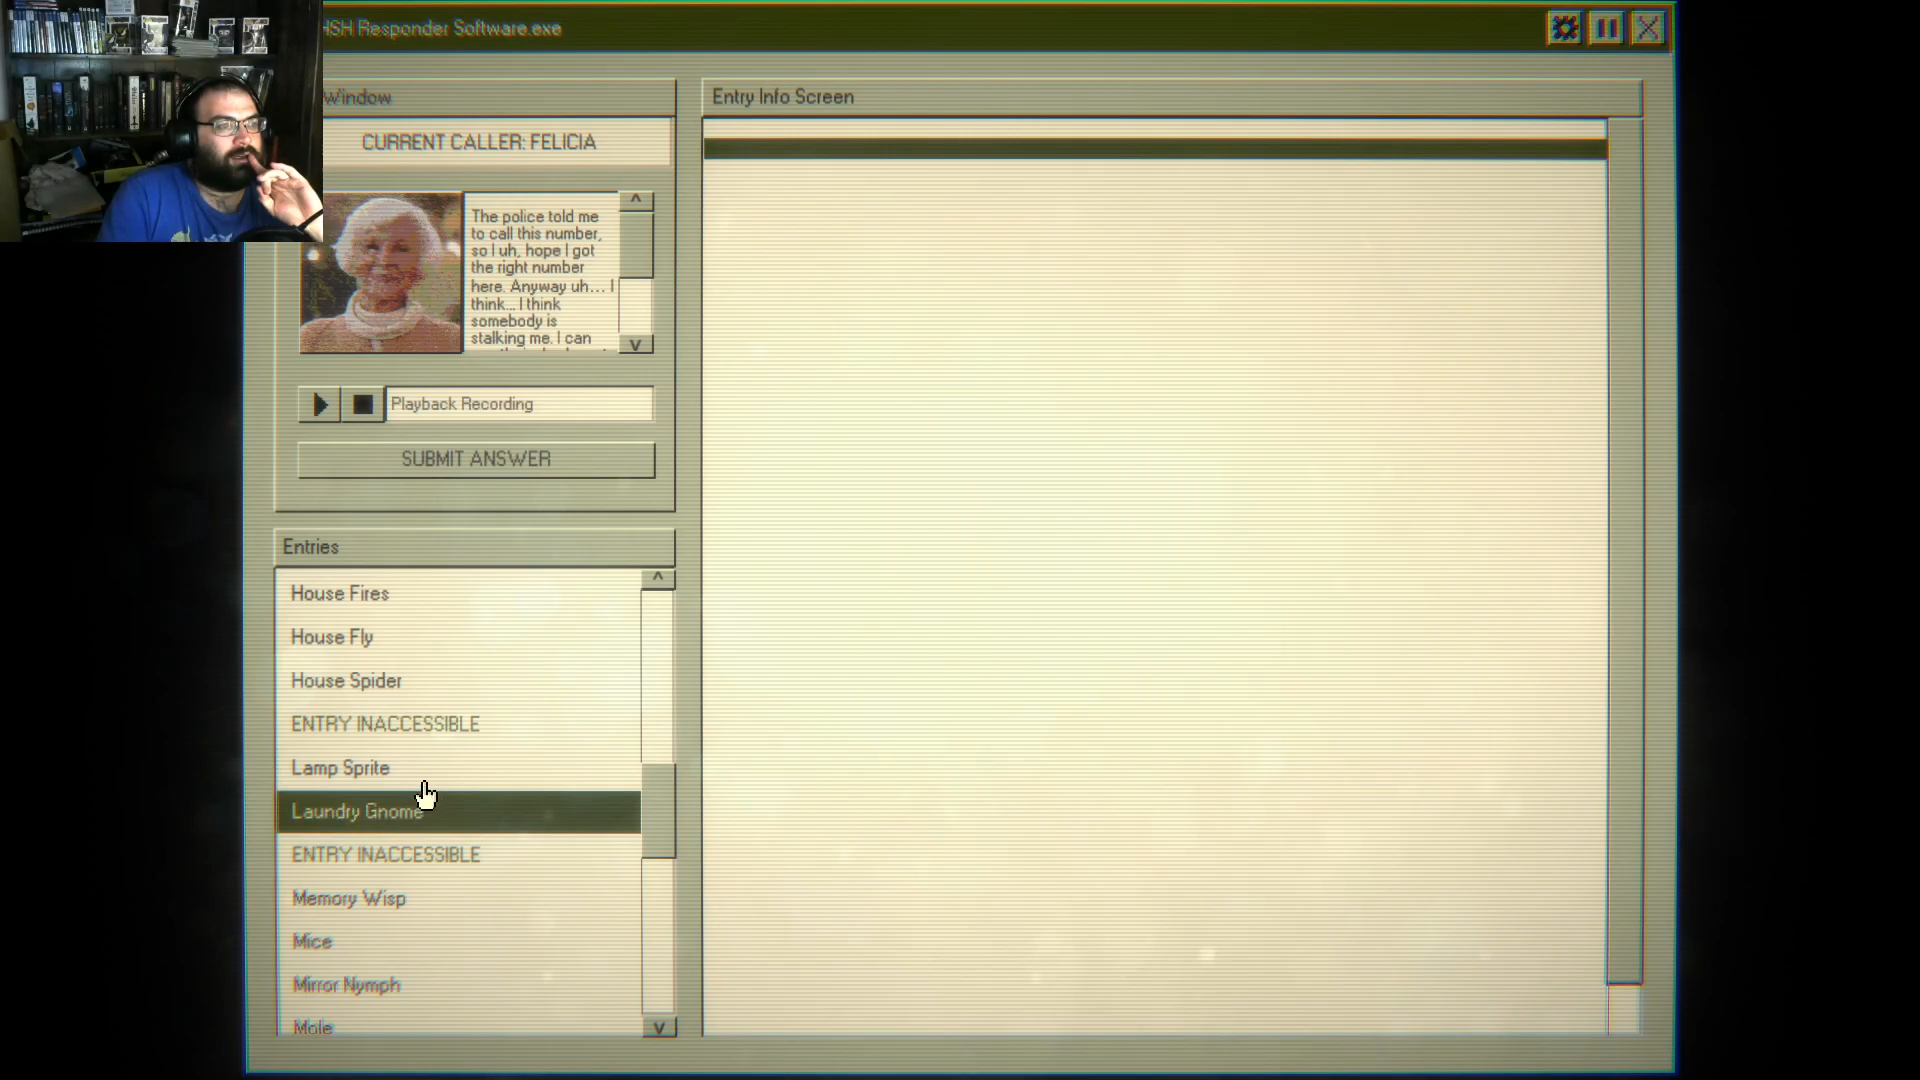 HSH Responder Software.exe
Window
Entry Info Screen
CURRENT CALLER: FELICIA
The police told me
to call this number,
so I uh, hope I got
the right number
here. Anyway uh... I
think... I think
somebody is
stalking me. I can
Playback Recording
SUBMIT ANSWER
Entries
House Fires
House Fly
House Spider
ENTRY INACCESSIBLE
Lamp Sprite
Laundry Gnome
ENTRY INACCESSIBLE
Memory Wisp
Mice
Mirror Nymph
Mole